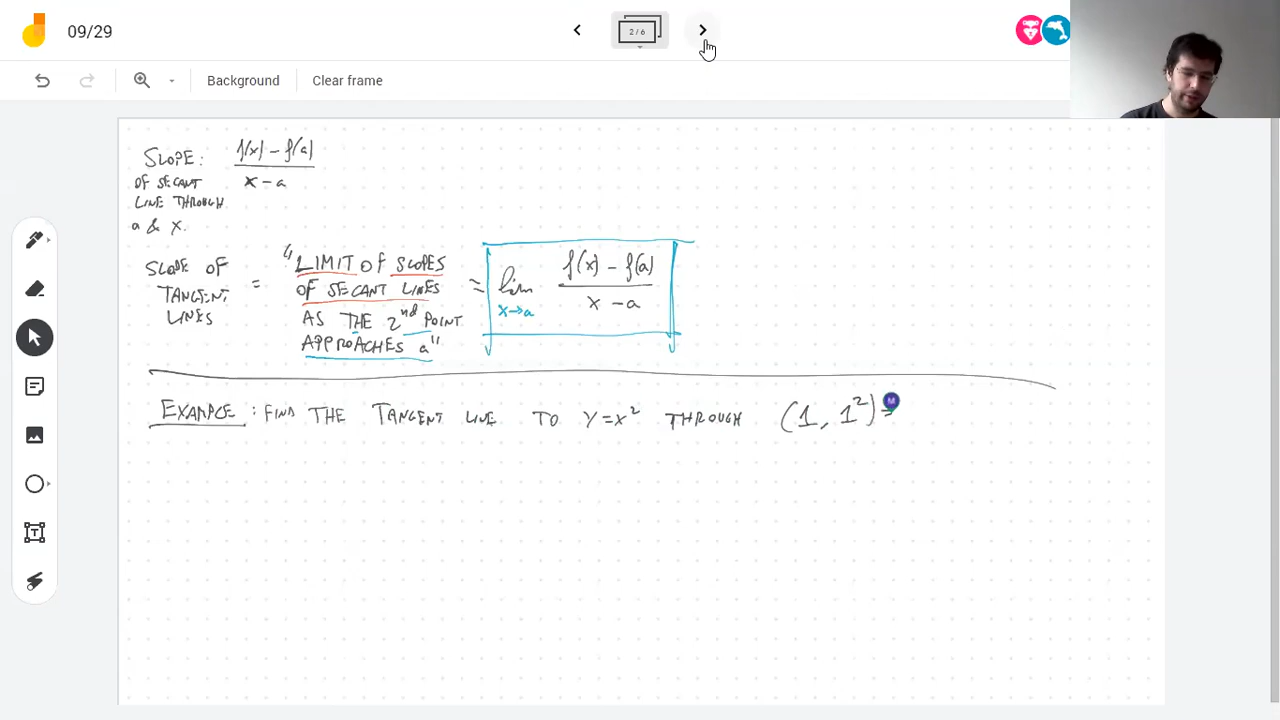 09/29
2/6
Background
Clear frame
SLOPE: f(x) - f(a) / x - a
OF SECANT
LINE THROUGH
a & x.
SLOPE OF TANGENT LINES = "LIMIT OF SCOPES OF SECANT LINES AS THE 2nd POINT APPROACHES a" = lim x→a f(x) - f(a) / x - a
EXAMPLE: FIND THE TANGENT LINE TO Y=x² THROUGH (1, 1²)=
M